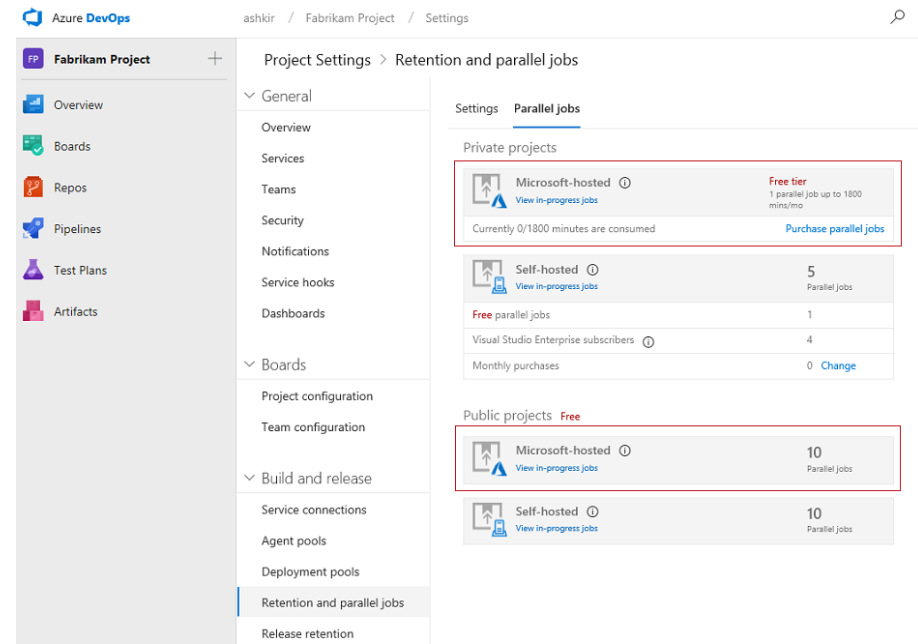 Azure DevOps
ashkir / Fabrikam Project / Settings
FP Fabrikam Project +
Overview
Boards
Repos
Pipelines
Test Plans
Artifacts
Project Settings > Retention and parallel jobs
General
Overview
Services
Teams
Security
Notifications
Service hooks
Dashboards
Boards
Project configuration
Team configuration
Build and release
Service connections
Agent pools
Deployment pools
Retention and parallel jobs
Release retention
Settings Parallel jobs
Private projects
Microsoft-hosted
View in-progress jobs
Free tier
1 parallel job up to 1800
mins/mo
Currently 0/1800 minutes are consumed Purchase parallel jobs
Self-hosted
View in-progress jobs
5
Parallel jobs
Free parallel jobs 1
Visual Studio Enterprise subscribers 4
Monthly purchases 0 Change
Public projects Free
Microsoft-hosted
View in-progress jobs
10
Parallel jobs
Self-hosted
View in-progress jobs
10
Parallel jobs